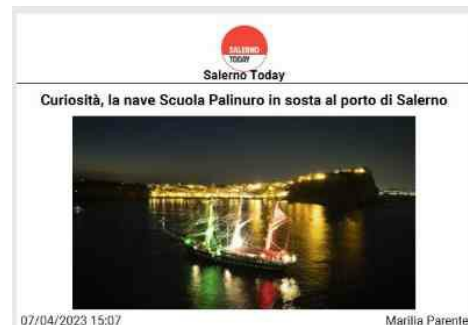 SALERNO
TODAY
Salerno Today
Curiosità, la nave Scuola Palinuro in sosta al porto di Salerno
07/04/2023 15:07
Marilia Parente